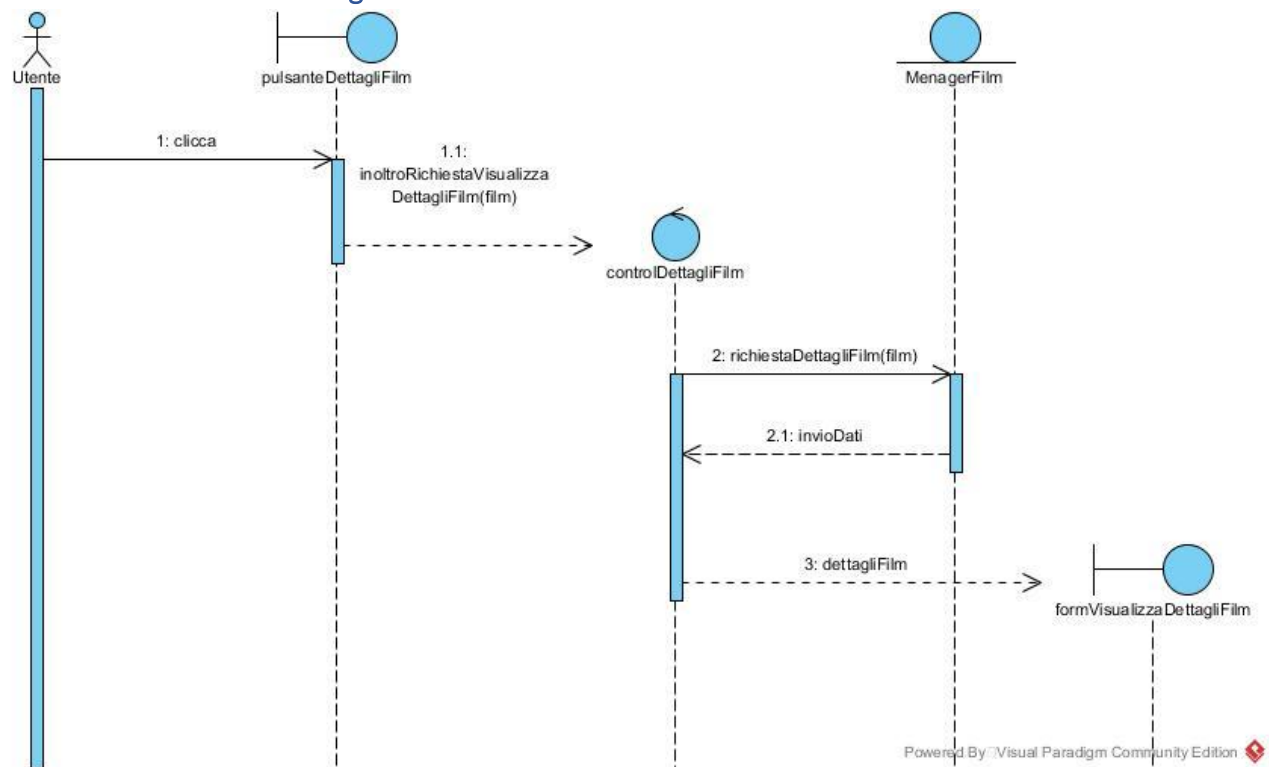 Utente
pulsanteDettagliFilm
MenagerFilm
1: clicca
1.1:
inoltroRichiestaVisualizza
DettagliFilm(film)
controlDettagliFilm
2: richiestaDettagliFilm(film)
2.1: invioDati
3: dettagliFilm
formVisualizzaDettagliFilm
Powered By Visual Paradigm Community Edition